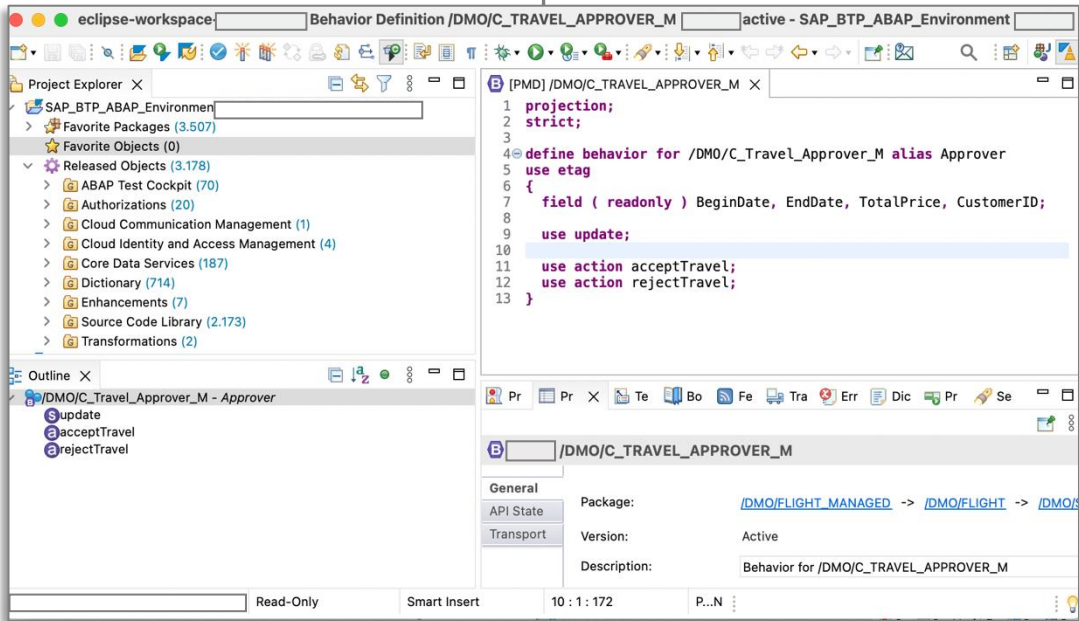 eclipse-workspace- Behavior Definition /DMO/C_TRAVEL_APPROVER_M active - SAP_BTP_ABAP_Environment
Project Explorer
SAP_BTP_ABAP_Environmen
Favorite Packages (3.507)
Favorite Objects (0)
Released Objects (3.178)
ABAP Test Cockpit (70)
Authorizations (20)
Cloud Communication Management (1)
Cloud Identity and Access Management (4)
Core Data Services (187)
Dictionary (714)
Enhancements (7)
Source Code Library (2.173)
Transformations (2)
Outline
/DMO/C_Travel_Approver_M - Approver
update
acceptTravel
rejectTravel
[PMD] /DMO/C_TRAVEL_APPROVER_M
1 projection;
2 strict;
3
4 define behavior for /DMO/C_Travel_Approver_M alias Approver
5 use etag
6 {
7 field ( readonly ) BeginDate, EndDate, TotalPrice, CustomerID;
8
9 use update;
10
11 use action acceptTravel;
12 use action rejectTravel;
13 }
Pr Pr Te Bo Fe Tra Err Dic Pr Se
/DMO/C_TRAVEL_APPROVER_M
General
API State
Transport
Package: /DMO/FLIGHT_MANAGED -> /DMO/FLIGHT -> /DMO/
Version: Active
Description: Behavior for /DMO/C_TRAVEL_APPROVER_M
Read-Only Smart Insert 10 : 1 : 172 P...N